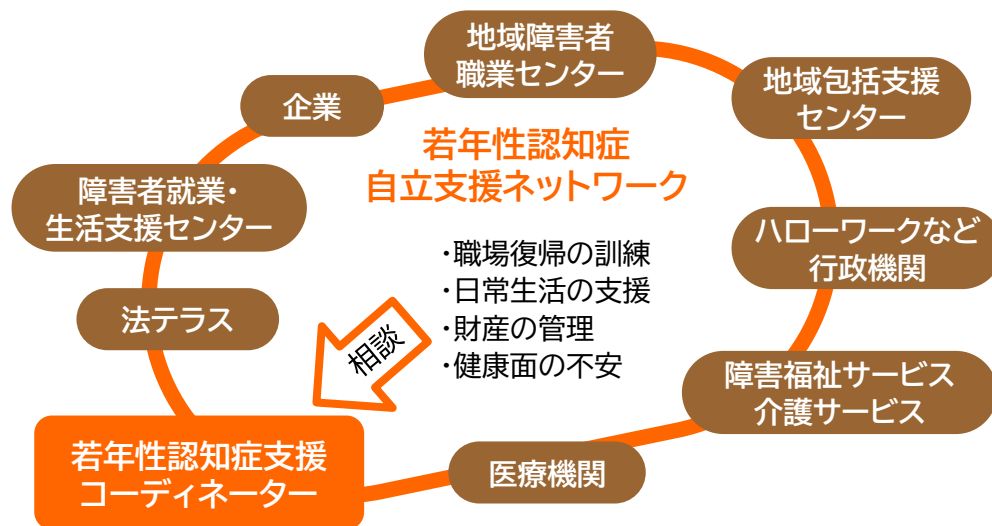 地域障害者
職業センター
企業
地域包括支援
センター
若年性認知症
自立支援ネットワーク
障害者就業・
生活支援センター
・職場復帰の訓練
・日常生活の支援
・財産の管理
・健康面の不安
ハローワークなど
行政機関
法テラス
相談
障害福祉サービス
介護サービス
若年性認知症支援
コーディネーター
医療機関